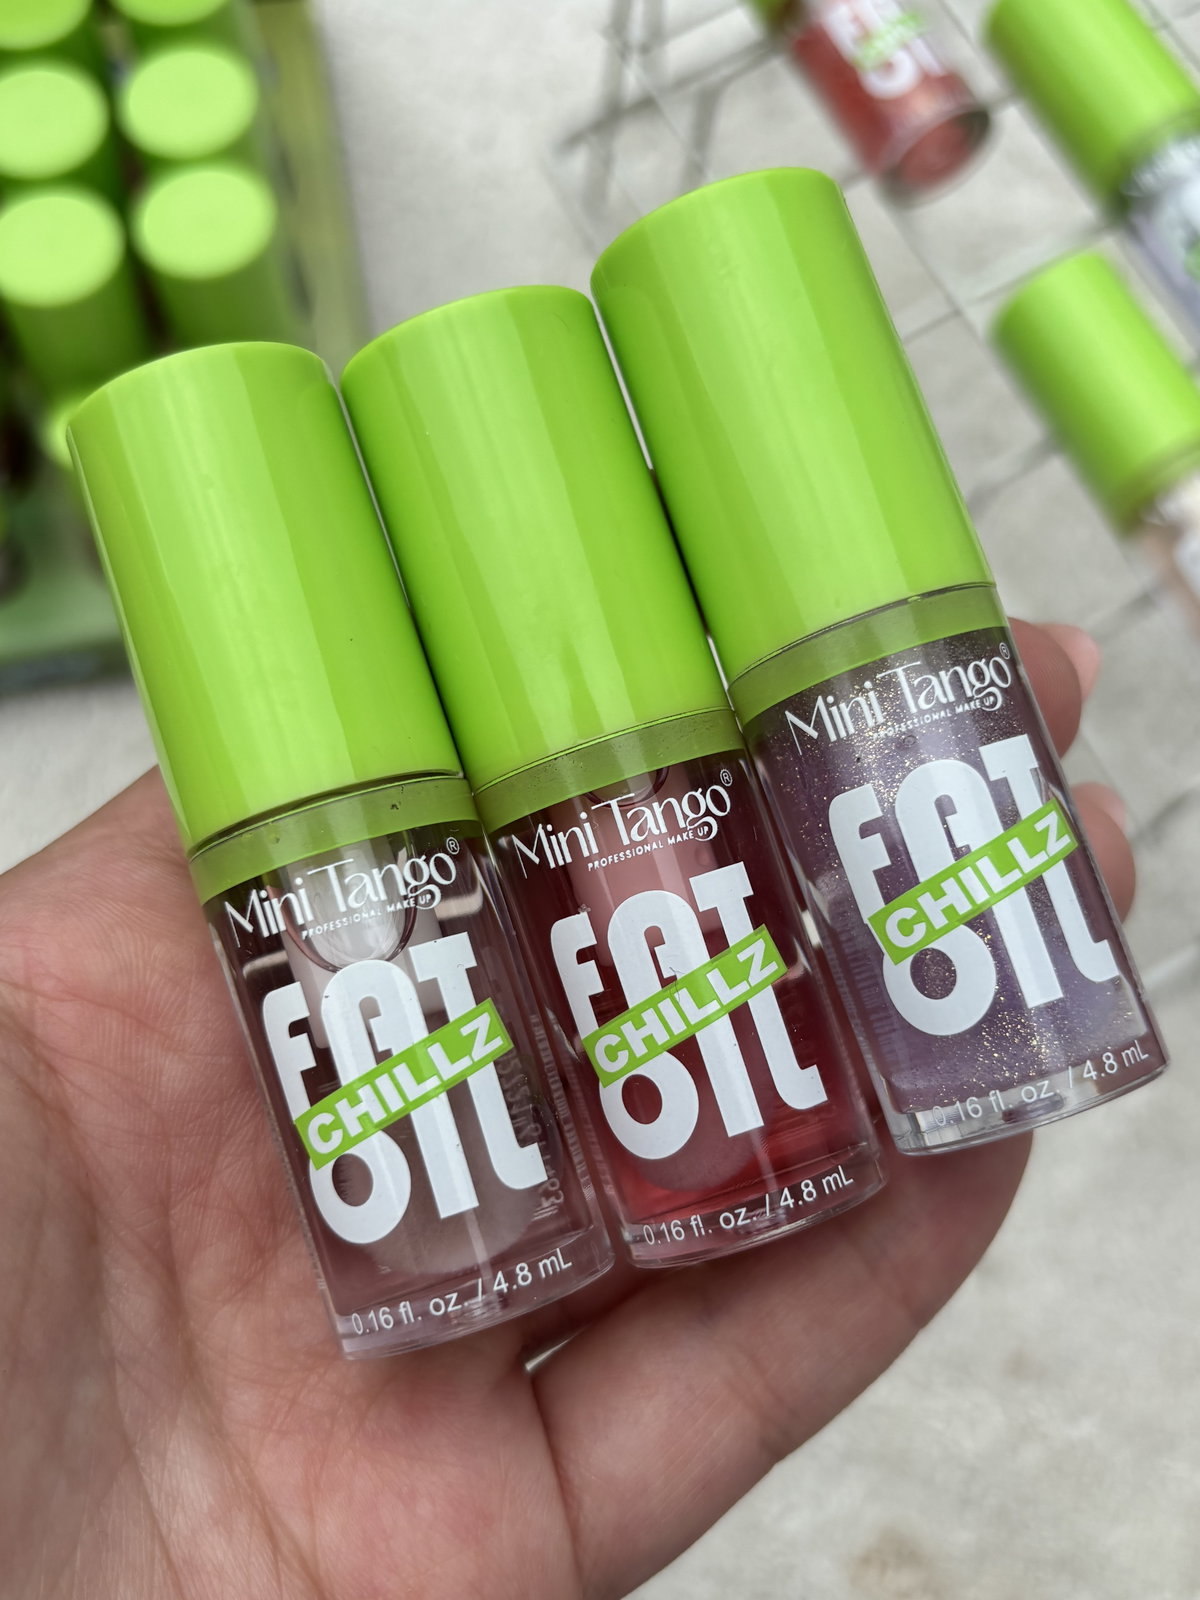 Mini Tango®
PROFESSIONAL MAKE UP
FAT
CHILLZ
OIL
0.16 fl. oz. / 4.8 mL
Mini Tango®
PROFESSIONAL MAKE UP
FAT
CHILLZ
OIL
0.16 fl. oz. / 4.8 mL
Mini Tango®
PROFESSIONAL MAKE UP
FAT
CHILLZ
OIL
0.16 fl. oz. / 4.8 mL